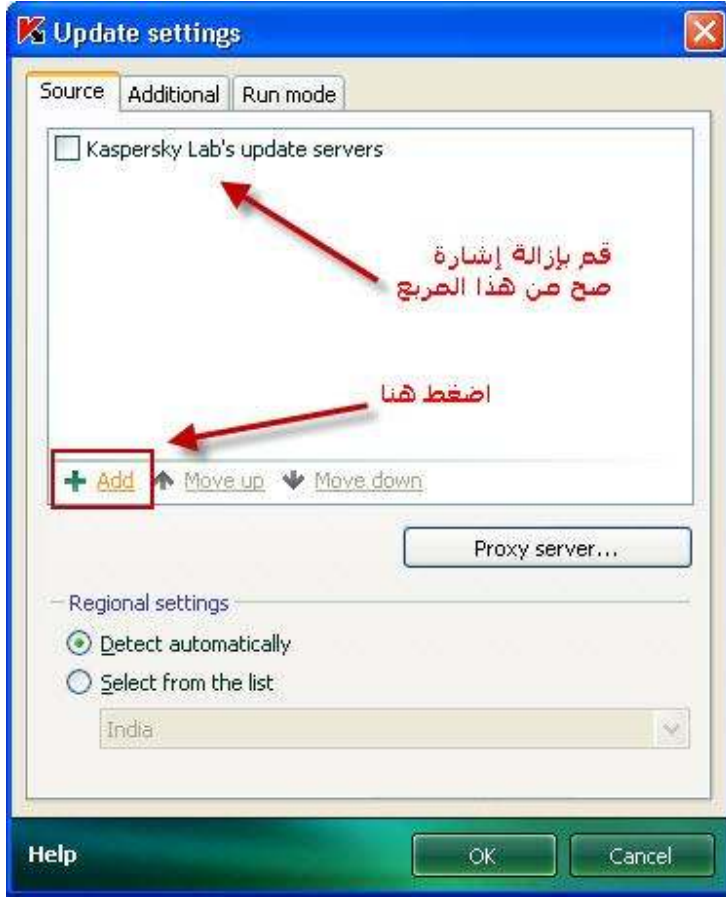 Update settings
Source Additional Run mode
Kaspersky Lab's update servers
قم بإزالة إشارة
صح من هذا المربع
اضغط هنا
Add Move up Move down
Proxy server...
Regional settings
Detect automatically
Select from the list
India
Help OK Cancel